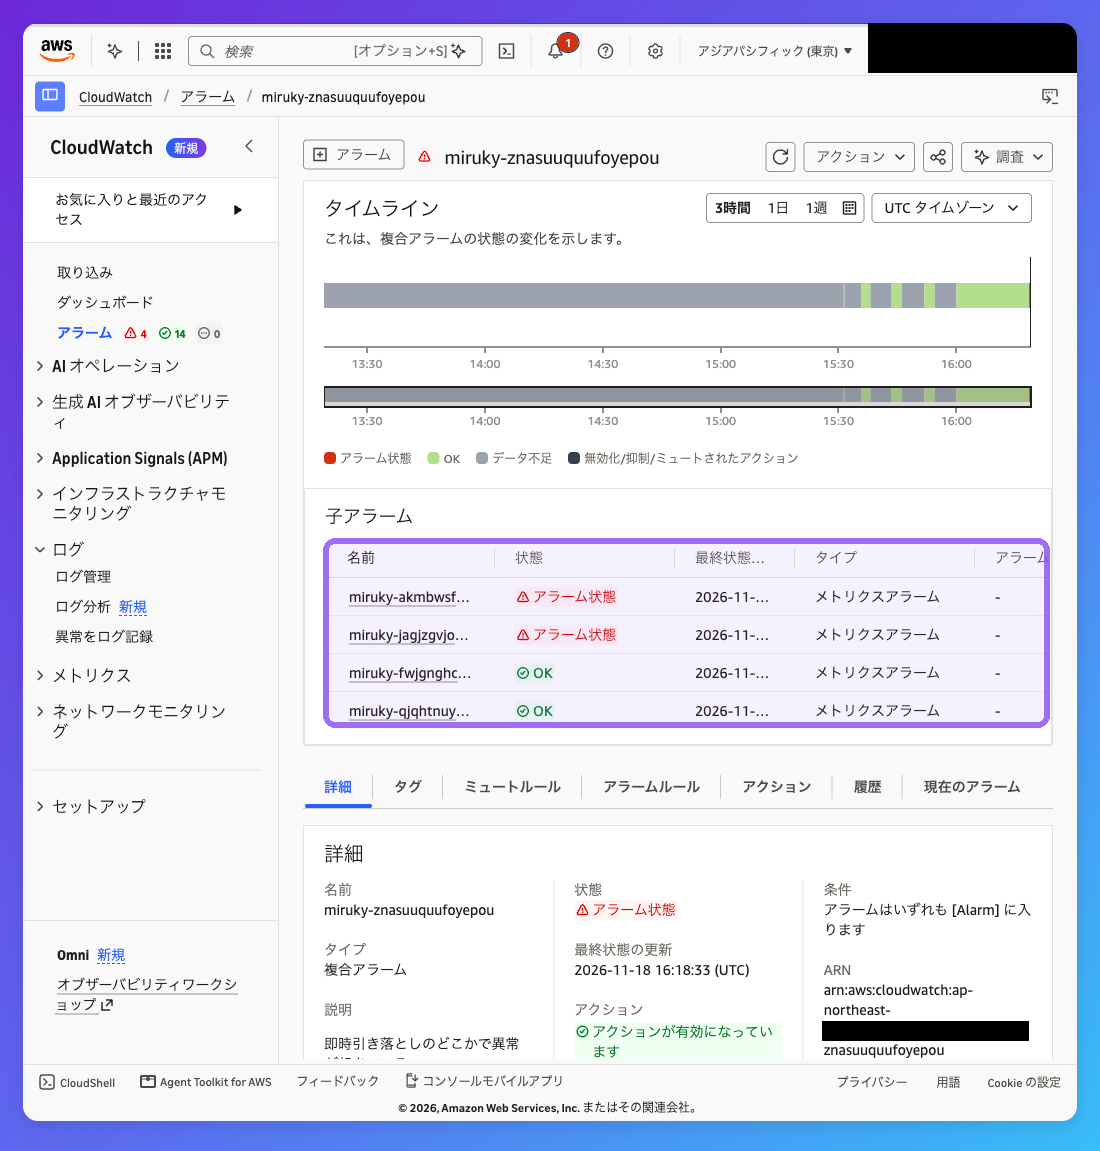 aws
検索
[オプション+S]
1
アジアパシフィック (東京) ▼
CloudWatch / アラーム / miruky-znasuuquufoyepou
CloudWatch 新規
お気に入りと最近のアク
セス
取り込み
ダッシュボード
アラーム 4 14 0
AI オペレーション
生成 AI オブザーバビリテ
ィ
Application Signals (APM)
インフラストラクチャモ
ニタリング
ログ
ログ管理
ログ分析 新規
異常をログ記録
メトリクス
ネットワークモニタリン
グ
セットアップ
Omni 新規
オブザーバビリティワークシ
ョップ
アラーム
miruky-znasuuquufoyepou
アクション
調査
タイムライン
3時間 1日 1週
UTC タイムゾーン
これは、複合アラームの状態の変化を示します。
13:30 14:00 14:30 15:00 15:30 16:00
13:30 14:00 14:30 15:00 15:30 16:00
アラーム状態 OK データ不足 無効化/抑制/ミュートされたアクション
子アラーム
名前 状態 最終状態... タイプ アラーム
miruky-akmbwsf... アラーム状態 2026-11-... メトリクスアラーム -
miruky-jagjzgvjo... アラーム状態 2026-11-... メトリクスアラーム -
miruky-fwjgnghc... OK 2026-11-... メトリクスアラーム -
miruky-qjqhtnuy... OK 2026-11-... メトリクスアラーム -
詳細 タグ ミュートルール アラームルール アクション 履歴 現在のアラーム
詳細
名前
miruky-znasuuquufoyepou
タイプ
複合アラーム
説明
即時引き落としのどこかで異常
状態
アラーム状態
最終状態の更新
2026-11-18 16:18:33 (UTC)
アクション
アクションが有効になってい
ます
条件
アラームはいずれも [Alarm] に入
ります
ARN
arn:aws:cloudwatch:ap-
northeast-
znasuuquufoyepou
CloudShell Agent Toolkit for AWS フィードバック コンソールモバイルアプリ プライバシー 用語 Cookie の設定
© 2026, Amazon Web Services, Inc. またはその関連会社。